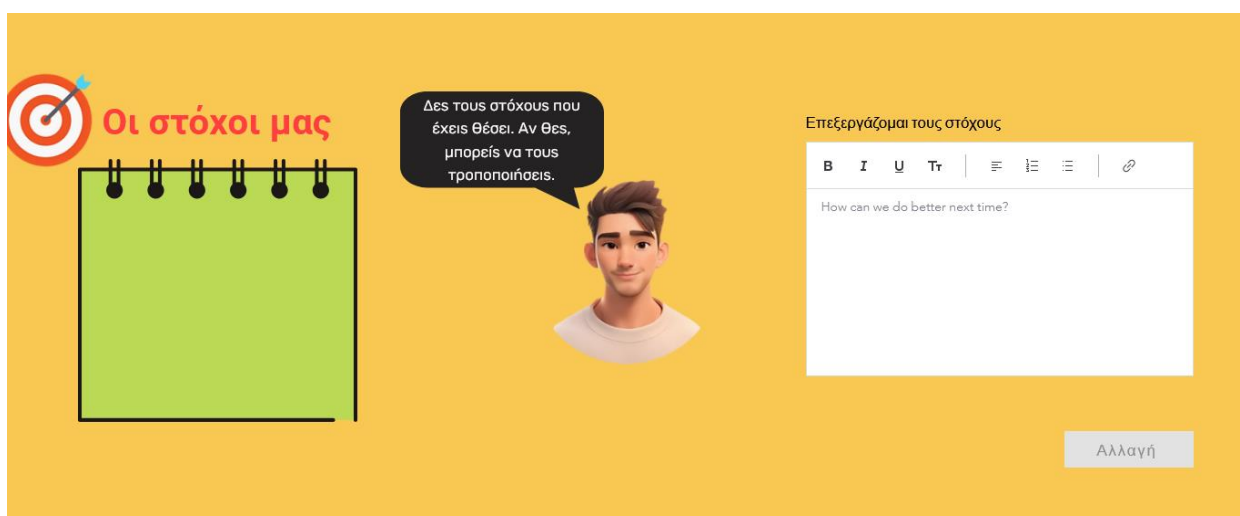 Οι στόχοι μας
Δες τους στόχους που
έχεις θέσει. Αν θες,
μπορείς να τους
τροποποιήσεις.
Επεξεργάζομαι τους στόχους
B I U Tт
How can we do better next time?
Αλλαγή